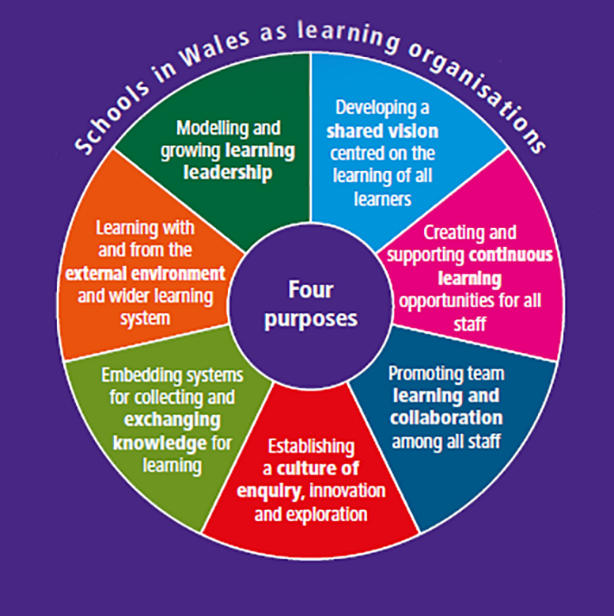 Schools in Wales as learning organisations
Developing a
shared vision
centred on the
learning of all
learners
Creating and
supporting continuous
learning
opportunities for all
staff
Promoting team
learning and
collaboration
among all staff
Establishing
a culture of
enquiry, innovation
and exploration
Embedding systems
for collecting and
exchanging
knowledge for
learning
Learning with
and from the
external environment
and wider learning
system
Modelling and
growing learning
leadership
Four
purposes